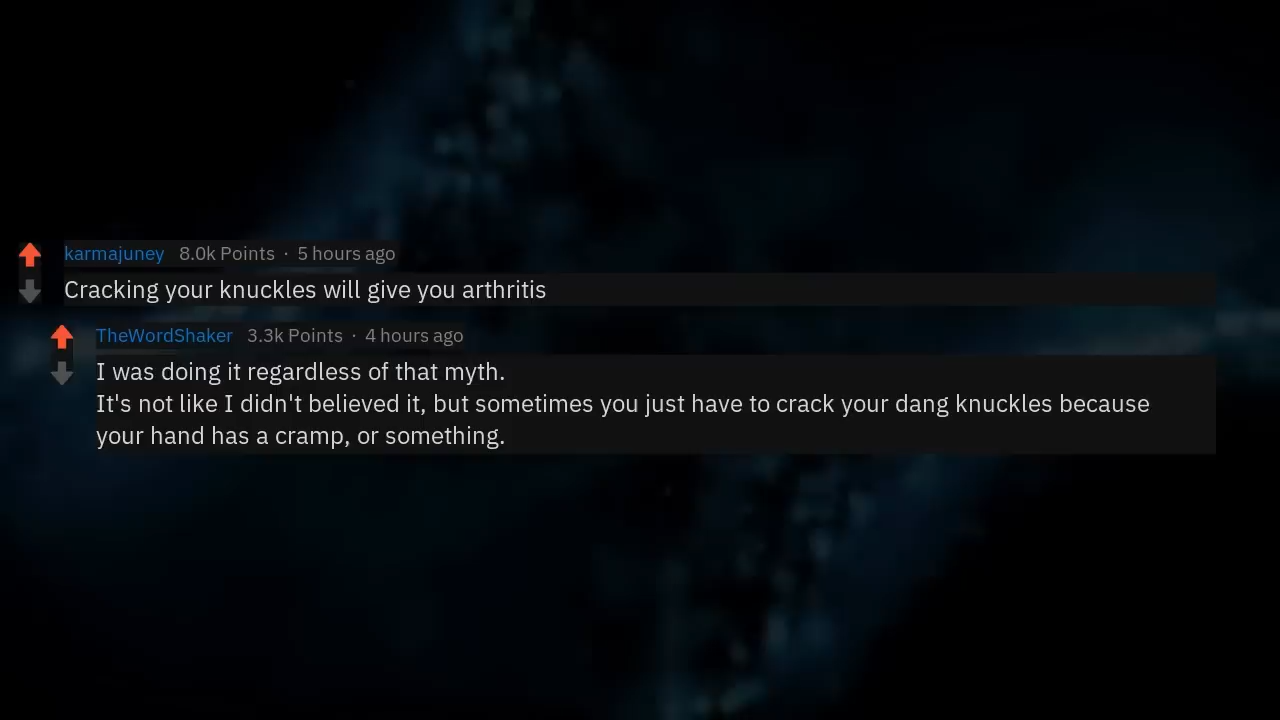 karmajuney 8.0k Points · 5 hours ago
Cracking your knuckles will give you arthritis
TheWordShaker 3.3k Points · 4 hours ago
I was doing it regardless of that myth.
It's not like I didn't believed it, but sometimes you just have to crack your dang knuckles because
your hand has a cramp, or something.